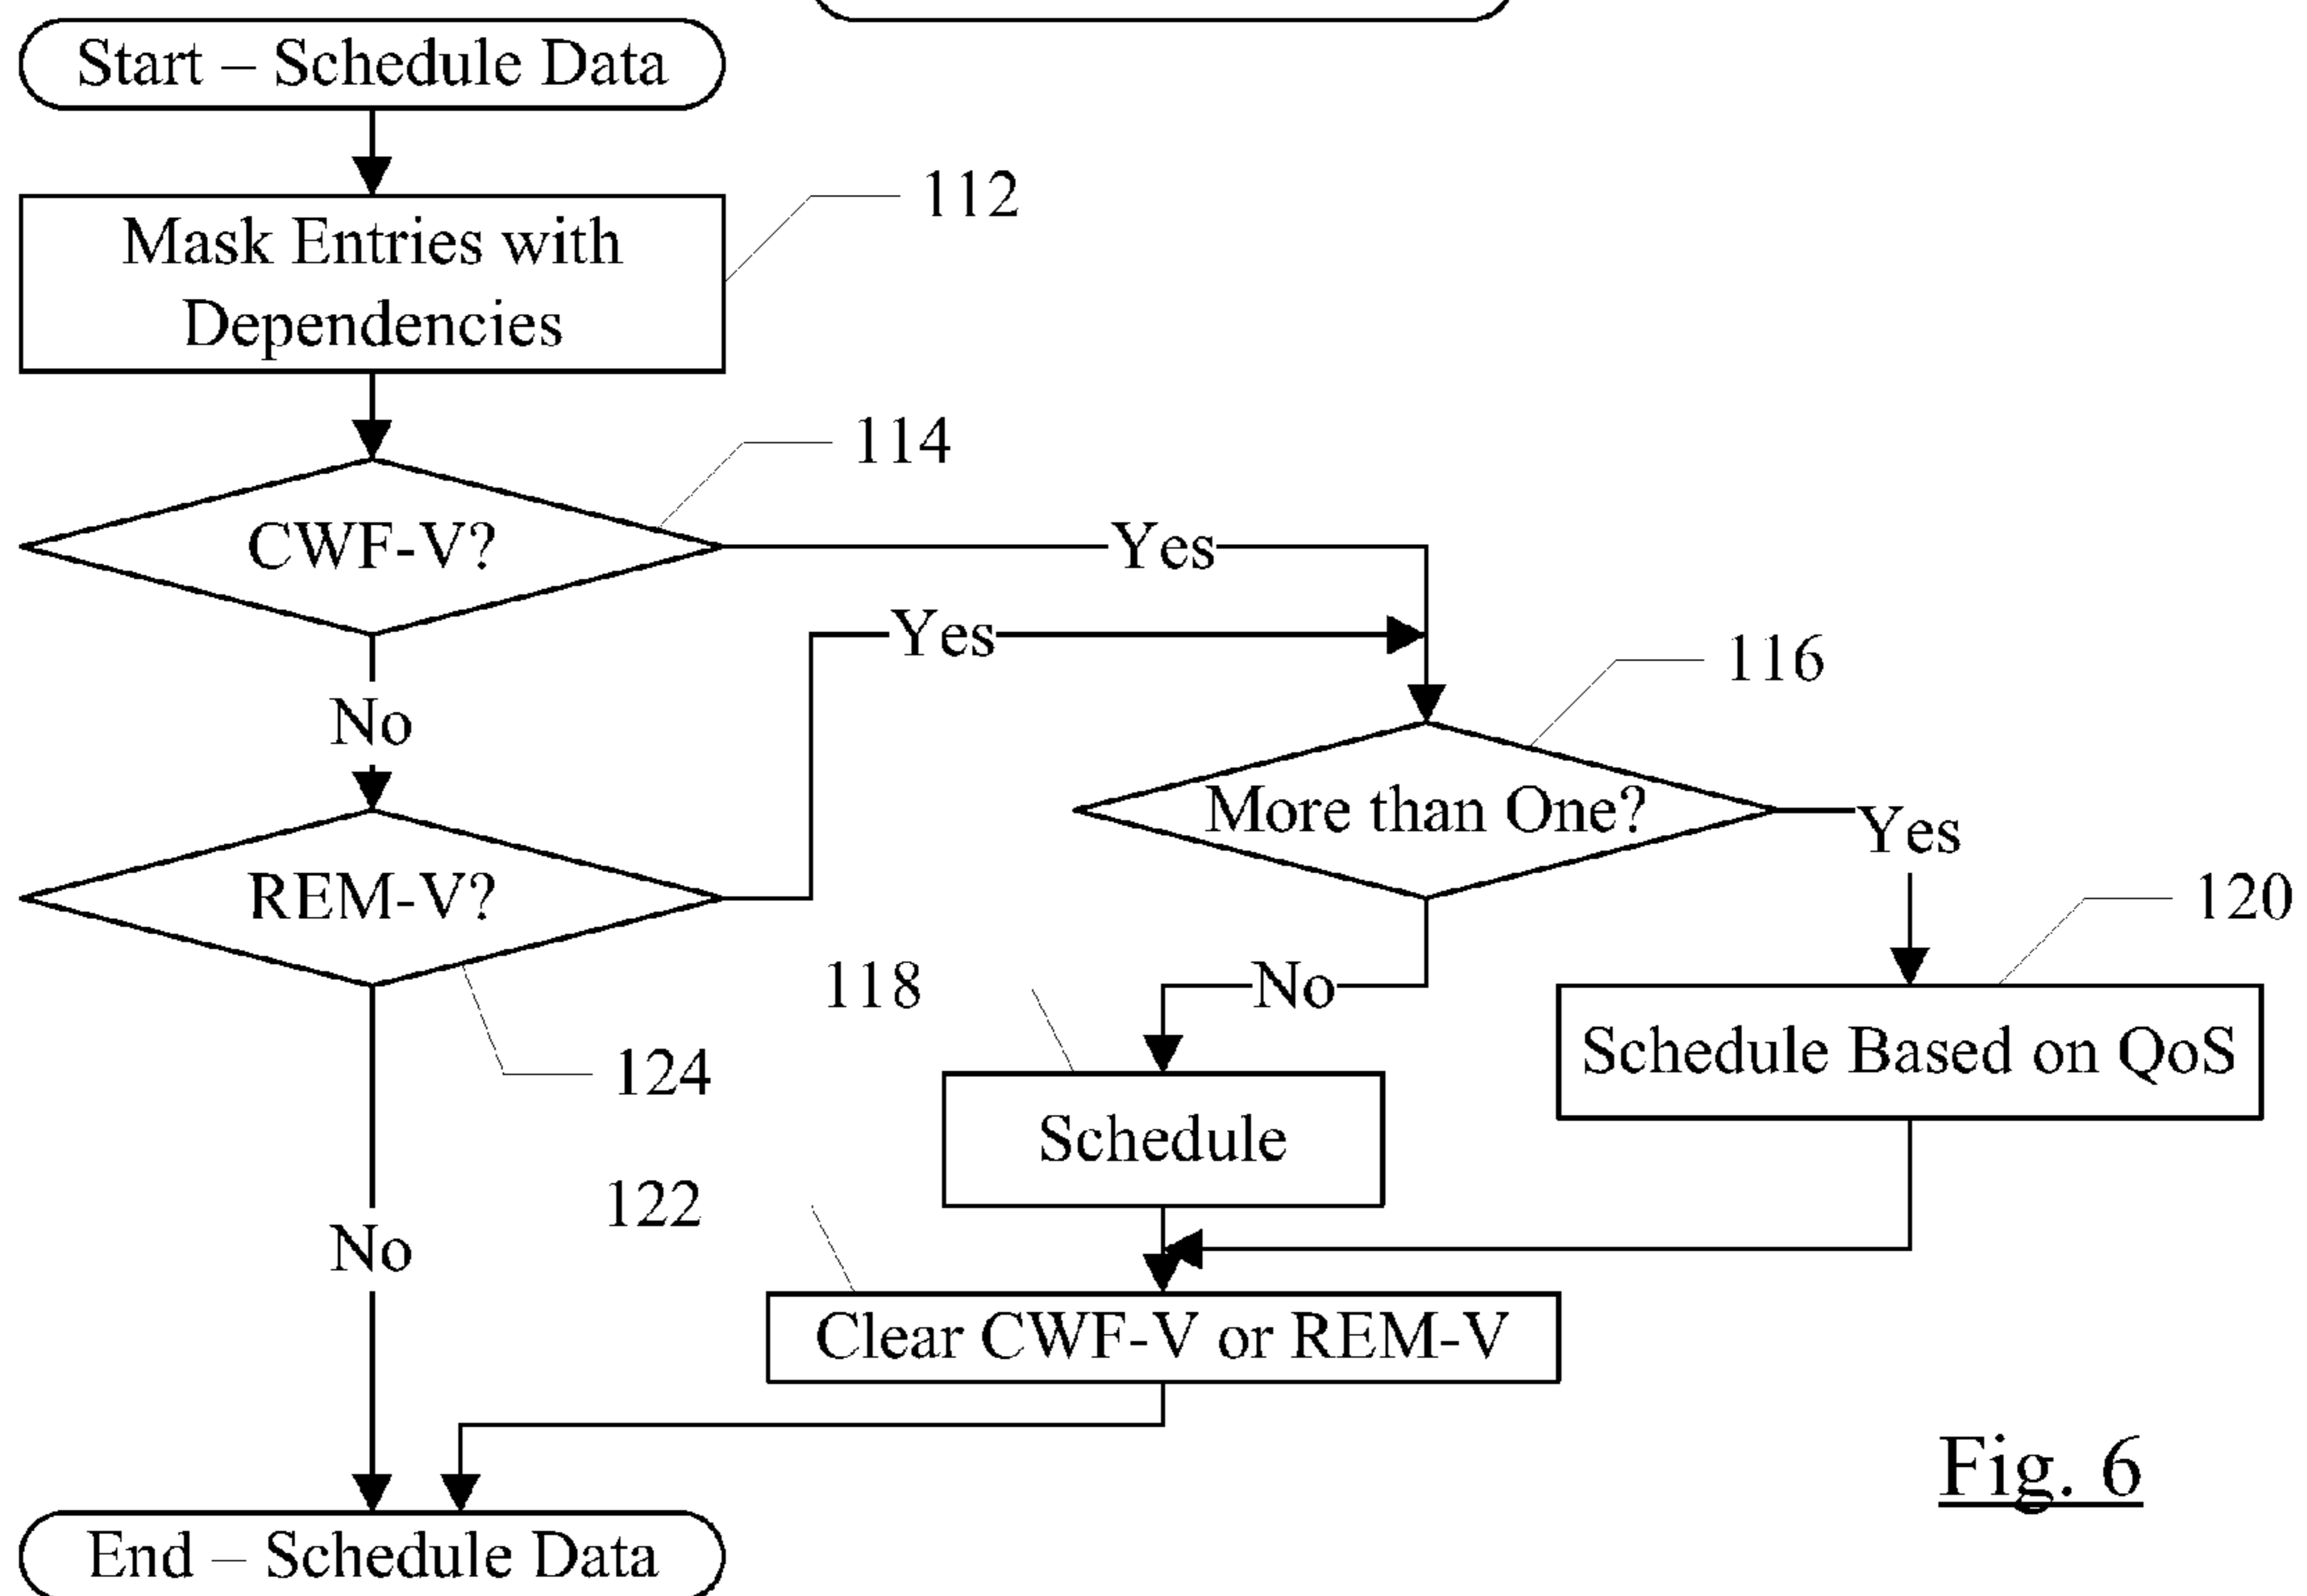 Start – Schedule Data
112
Mask Entries with
Dependencies
114
CWF-V?
Yes
Yes
116
No
More than One?
Yes
REM-V?
120
118
No
Schedule Based on QoS
124
Schedule
122
No
Clear CWF-V or REM-V
Fig. 6
End – Schedule Data